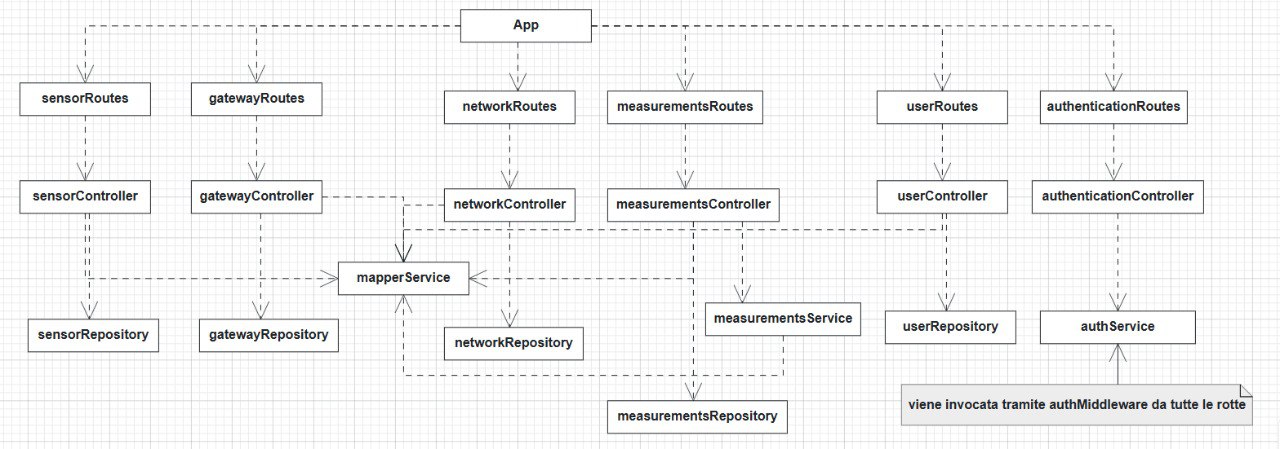 App
sensorRoutes
gatewayRoutes
networkRoutes
measurementsRoutes
userRoutes
authenticationRoutes
sensorController
gatewayController
networkController
measurementsController
userController
authenticationController
mapperService
sensorRepository
gatewayRepository
networkRepository
measurementsService
userRepository
authService
viene invocata tramite authMiddleware da tutte le rotte
measurementsRepository